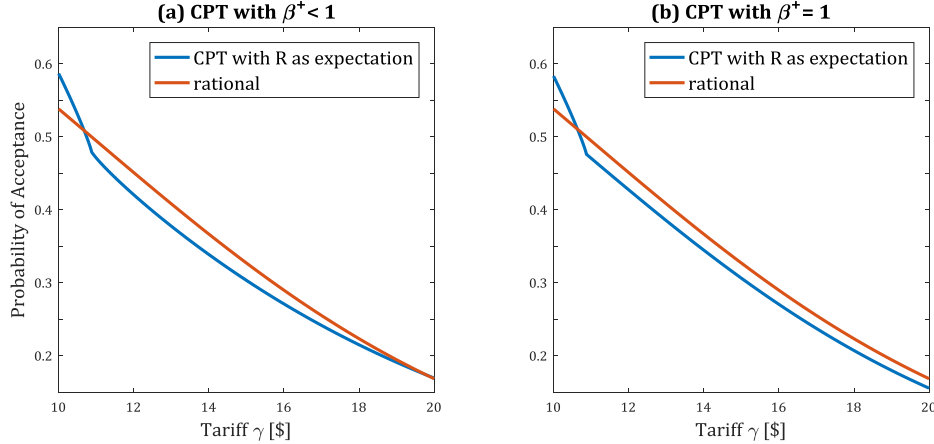 (a) CPT with β⁺< 1
CPT with R as expectation
rational
Probability of Acceptance
0.6
0.5
0.4
0.3
0.2
10
12
14
16
18
20
Tariff γ [$]
(b) CPT with β⁺= 1
CPT with R as expectation
rational
0.6
0.5
0.4
0.3
0.2
10
12
14
16
18
20
Tariff γ [$]